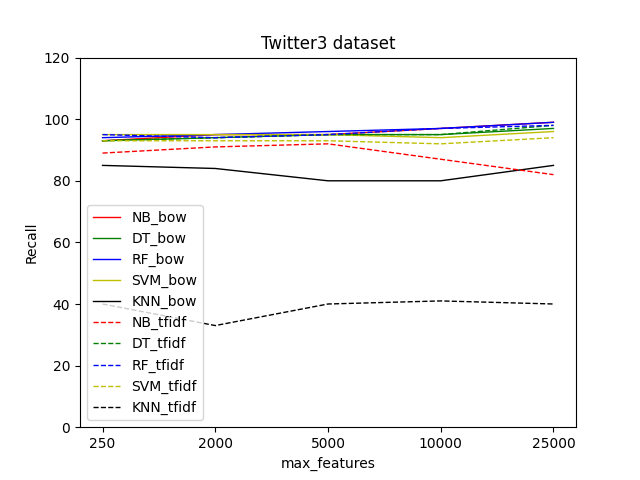 Twitter3 dataset
120
100
80
60
40
20
0
Recall
NB_bow
DT_bow
RF_bow
SVM_bow
KNN_bow
NB_tfidf
DT_tfidf
RF_tfidf
SVM_tfidf
KNN_tfidf
250 2000 5000 10000 25000
max_features